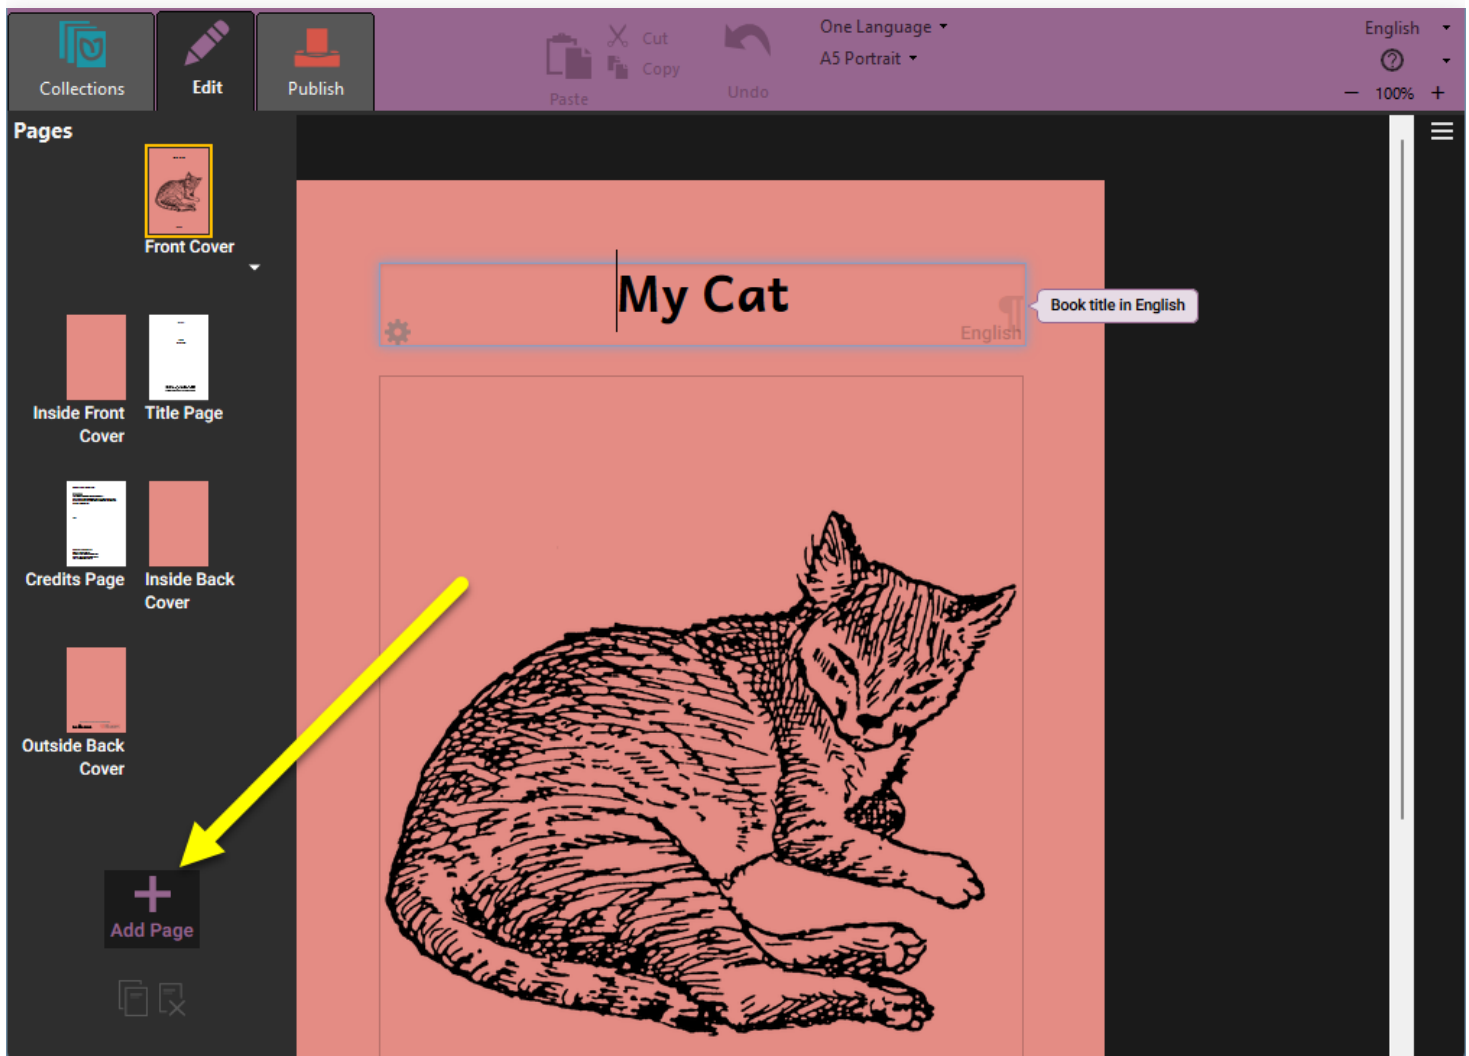 Collections
Edit
Publish
Paste
Cut
Copy
Undo
One Language
A5 Portrait
English
100%
Pages
Front Cover
Inside Front
Cover
Title Page
Credits Page
Inside Back
Cover
Outside Back
Cover
Add Page
My Cat
English
Book title in English